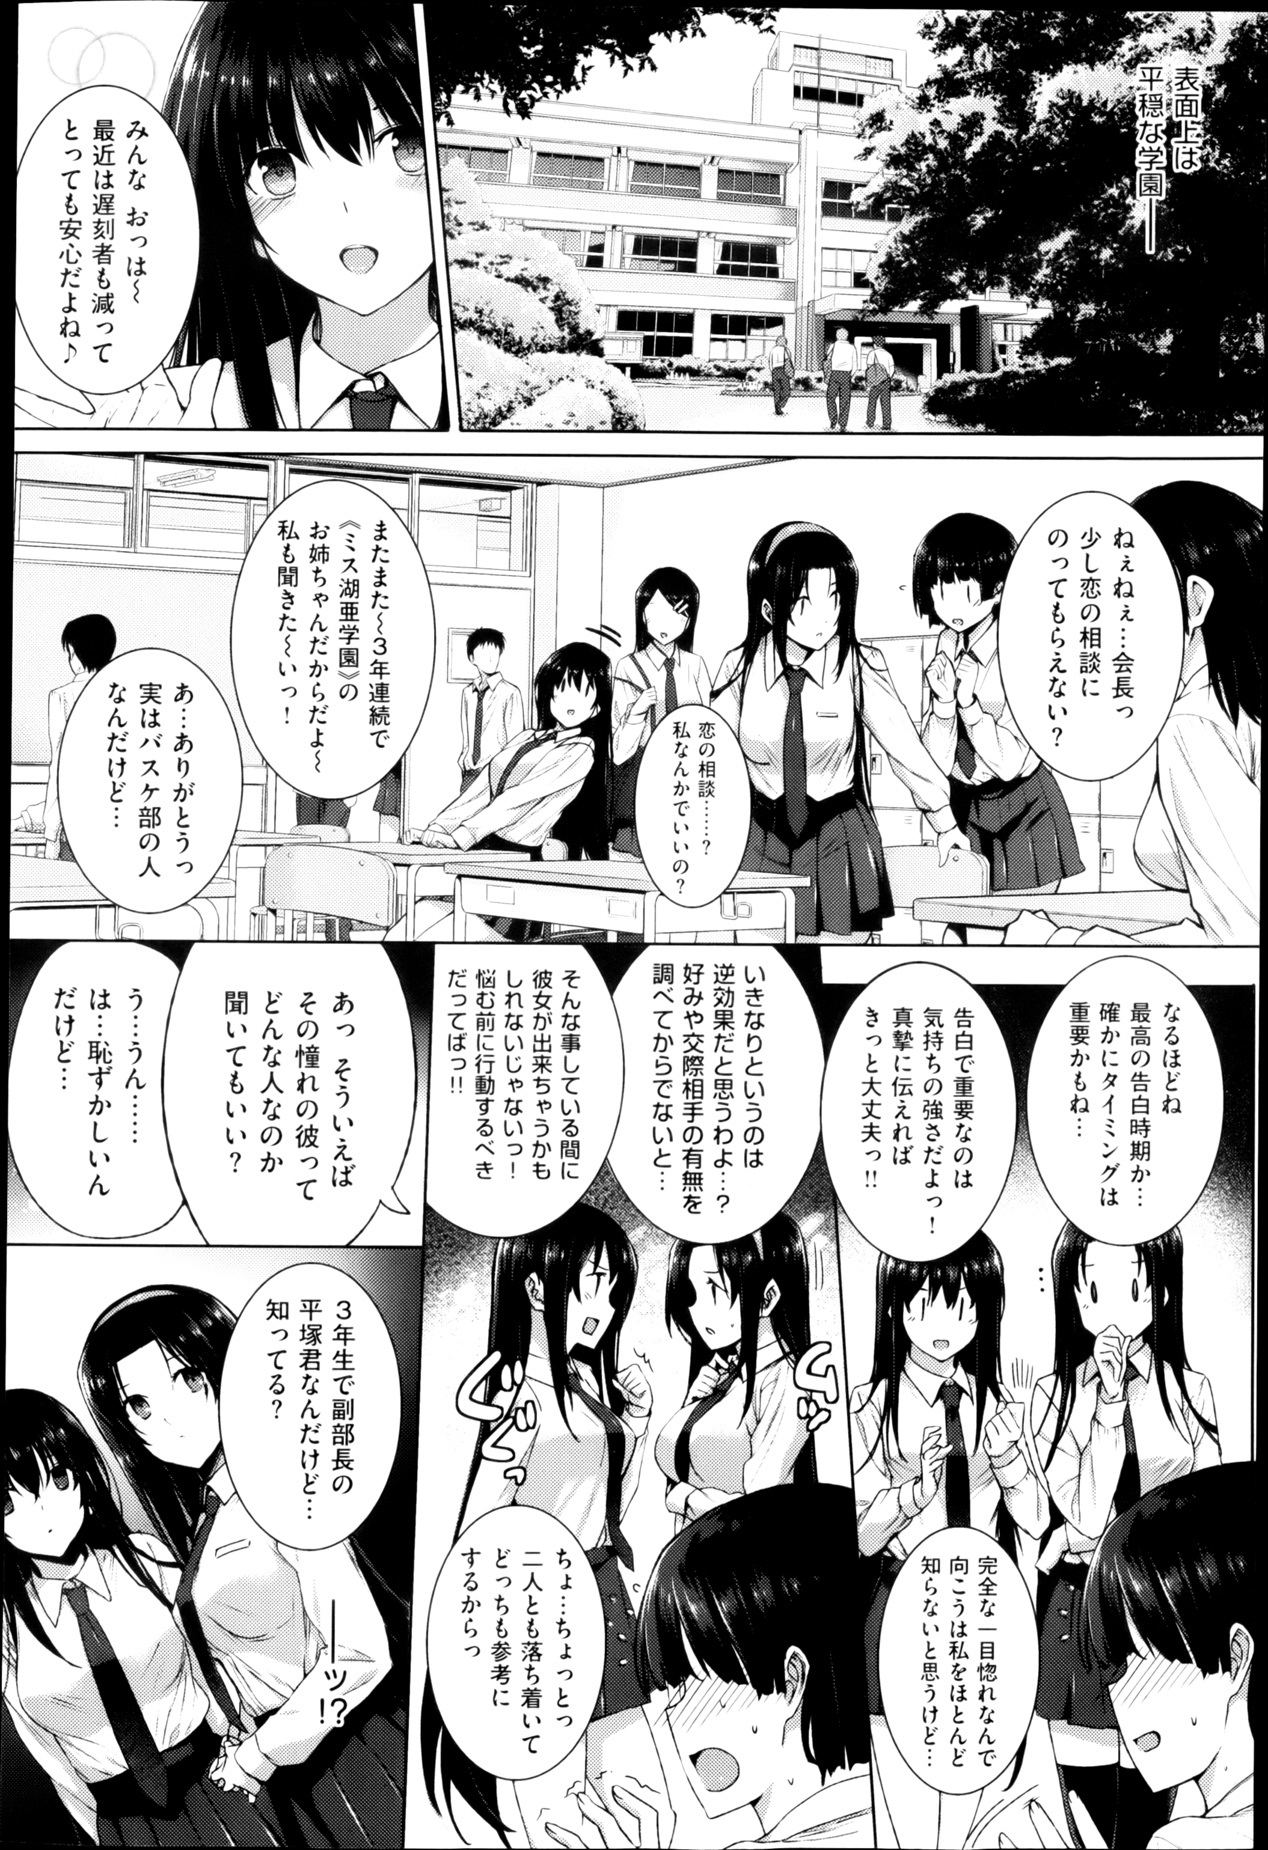 表面上は
平穏な学園――
みんな おっは～
最近は遅刻者も減って
とっても安心だよね♪
ねぇねぇ…会長っ
少し恋の相談に
のってもらえない？
恋の相談……？
私なんかでいいの？
またまた～３年連続で
《ミス湖亜学園》の
お姉ちゃんだからだよ～
私も聞きた～いっ！
あ…ありがとうっ
実はバスケ部の人
なんだけど…
なるほどね
最高の告白時期か…
確かにタイミングは
重要かもね…
告白で重要なのは
気持ちの強さだよっ！
真摯に伝えれば
きっと大丈夫っ!!
…
完全な一目惚れなんで
向こうは私をほとんど
知らないと思うけど…
いきなりというのは
逆効果だと思うわよ…？
好みや交際相手の有無を
調べてからでないと…
そんな事している間に
彼女が出来ちゃうかも
しれないじゃないっ！
悩む前に行動するべき
だってばっ!!
ちょ…ちょっとっ
二人とも落ち着いて
どっちも参考に
するからっ
あっ そういえば
その憧れの彼って
どんな人なのか
聞いてもいい？
う…うん……
は…恥ずかしいん
だけど…
３年生で副部長の
平塚君なんだけど…
知ってる？
――ッ!?